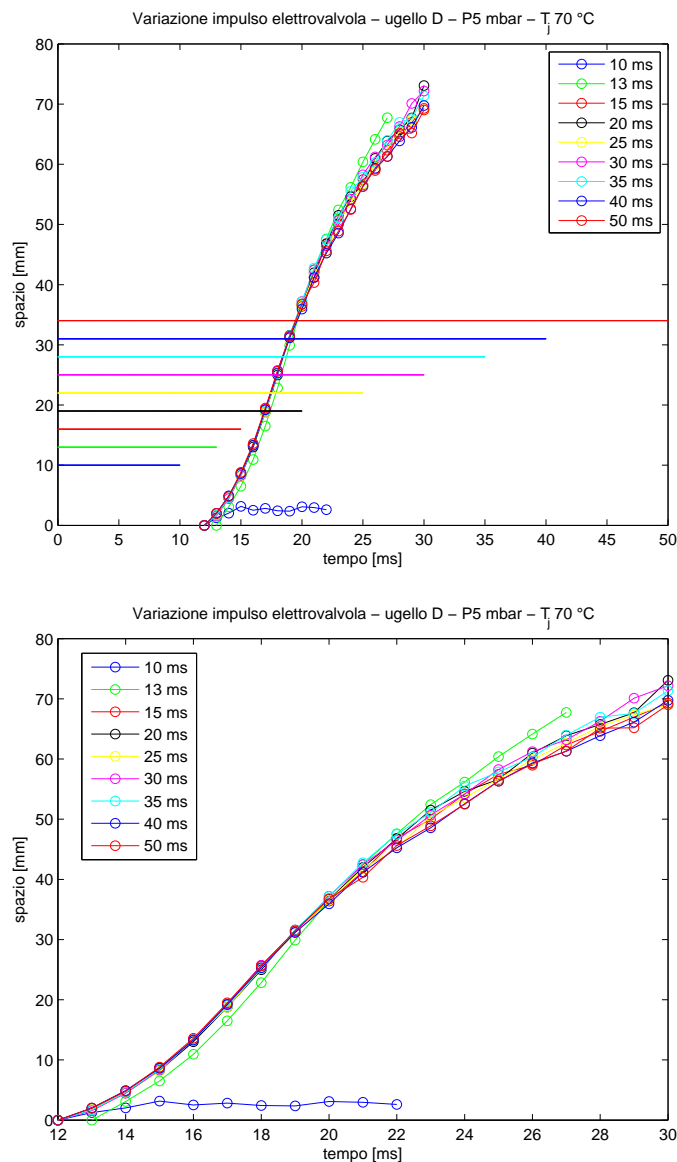 Variazione impulso elettrovalvola – ugello D – P5 mbar – Tj 70 °C
80
70
60
50
40
30
20
10
0
spazio [mm]
10 ms
13 ms
15 ms
20 ms
25 ms
30 ms
35 ms
40 ms
50 ms
0 5 10 15 20 25 30 35 40 45 50
tempo [ms]
Variazione impulso elettrovalvola – ugello D – P5 mbar – Tj 70 °C
80
70
60
50
40
30
20
10
0
spazio [mm]
10 ms
13 ms
15 ms
20 ms
25 ms
30 ms
35 ms
40 ms
50 ms
12 14 16 18 20 22 24 26 28 30
tempo [ms]